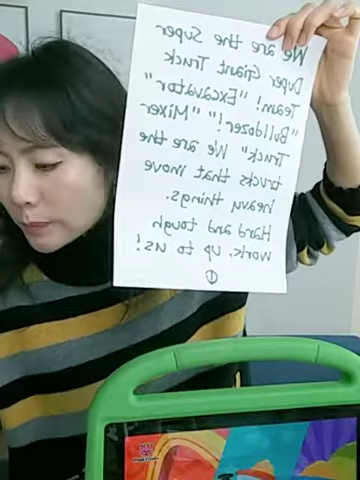 We are the Super
Duper Giant Truck
Team! "Excavator"
"Bulldozer!" "Mixer
Truck" We are the
trucks that move
heavy things.
Hard and tough
work. Up to us!
①